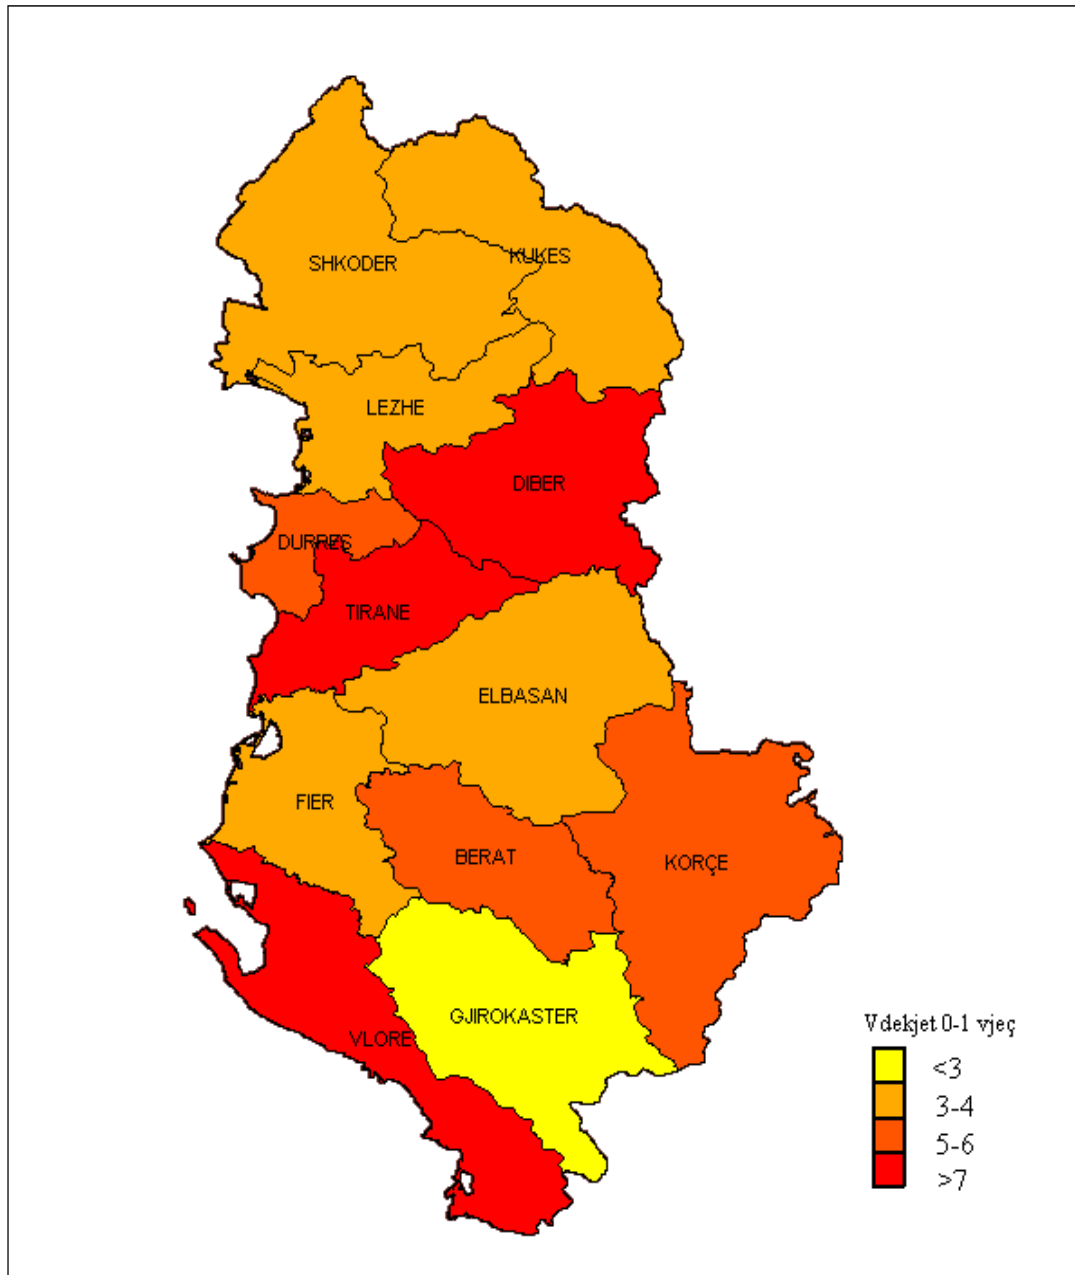 SHKODER
KUKES
LEZHE
DIBER
DURRES
TIRANE
ELBASAN
FIER
BERAT
KORÇE
GJIROKASTER
VLORE
Vdekjet 0-1 vjeç
<3
3-4
5-6
>7